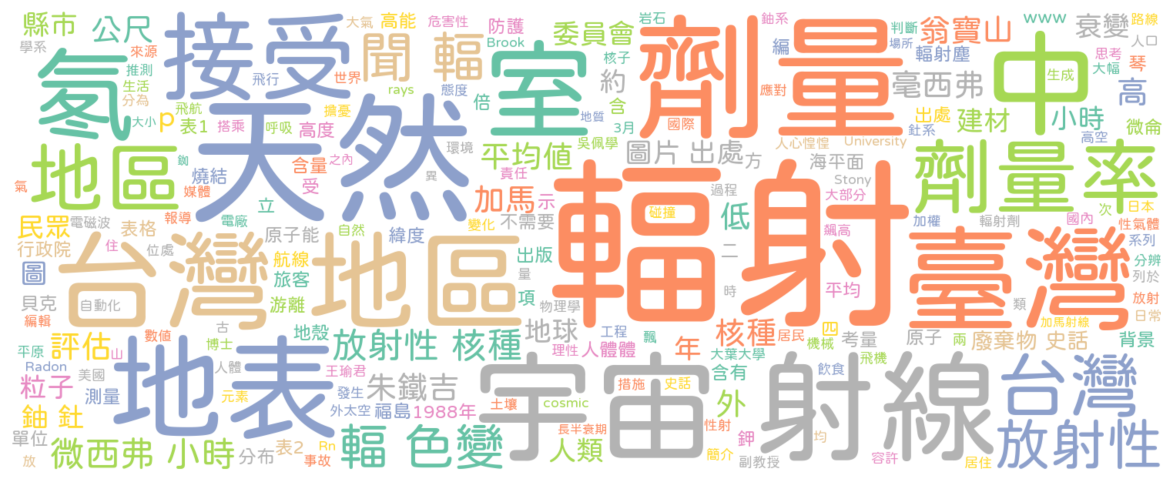 縣市 公尺 接受 大氣 高能 危害性 防護 委員會 岩石 鈾系 判斷 翁寶山 www 衰變 路線
學系 來源 聞 輻 Brook 室 核子 劑量 編 場所 輻射塵 中 思考 人口
氡 推測 飛行 世界 rays 態度 倍 約 應對 毫西弗 生成 大幅 琴 高
生活 分為 飛航 攜憂 含 國際 出處 建材 小時 微侖
大小 p 表1 搭乘 呼吸 高度 地質 3月 吳佩學 人心惶惶 University 釷系 高空
地區 鋂 天然 之內 環境 平均值 圖片 出處 方 海平面 劑量率
燒結 含量 異 責任 Stony
氣 媒體 受 加馬 示 過程 大部分
民眾 電磁波 報導 立 不需要 碰撞 低 輻射 飄高 加權 輻射劑 國內 次 日本
行政院 表格 電廠 自然 緯度 變化 二 臺灣 性氣體
住 位處 原子能 航線 出版 系列 分辨
圖 台灣 地區 旅客 量 項 時 平均 類 列於
貝克 自動化 游離 物理學 放射
編輯 古 數值 地殼 地球 工程 飄 核種 居民 四 考量 原子 加馬射線 日常
平原 評估 山 博士 放射性 核種 理性 人體體 年 機械 兩 廢棄物 史話 背景
Radon 地表 人體 王瑜君 大葉大學 飛機
粒子 美國 發生 朱鐵吉 宇宙 射線 措施 史話 含有 飲食 台灣
測量 元素 外太空 福島 1988年 土壤 cosmic 外
鈾 釷 性射 鉀 簡介 均
單位 表2 Rn 長半衰期 容許 放射性
放 微西弗 小時 分布 事故 輻 色變 人類 副教授 居住